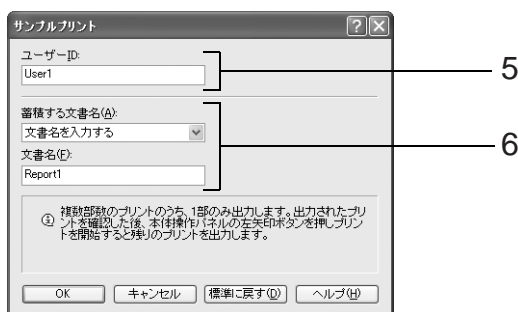 サンプルプリント
ユーザーID:
User1
5
蓄積する文書名(A):
文書名を入力する
6
文書名(F):
Report1
複数部数のプリントのうち、1部のみ出力します。出力されたプリ
ントを確認した後、本体操作パネルの左矢印ボタンを押しプリン
トを開始すると残りのプリントを出力します。
OK キャンセル 標準に戻す(D) ヘルプ(H)